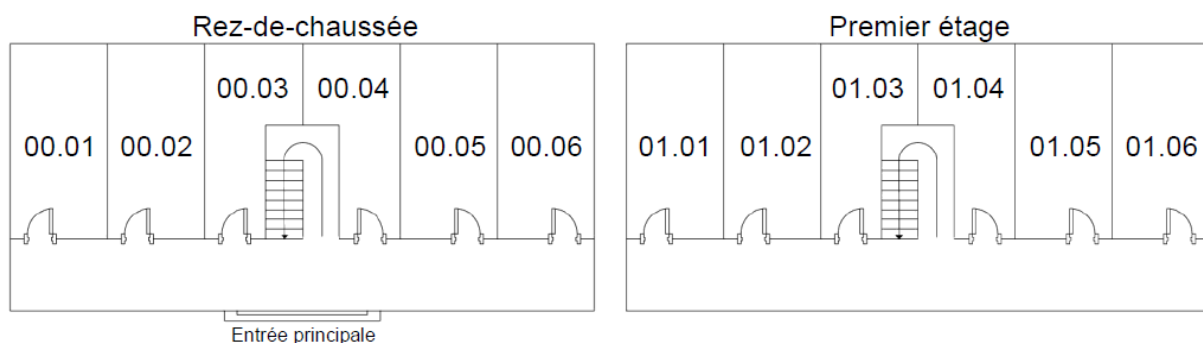 Rez-de-chaussée
Premier étage
00.03 00.04
00.01 00.02 00.05 00.06
01.03 01.04
01.01 01.02 01.05 01.06
Entrée principale